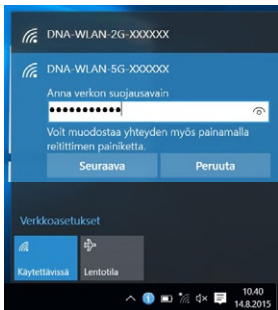 DNA-WLAN-2G-XXXXXX
DNA-WLAN-5G-XXXXXX
Anna verkon suojausavain
●●●●●●●●●●●
Voit muodostaa yhteyden myös painamalla
reitittimen painiketta.
Seuraava Peruuta
Verkkoasetukset
Käytettävissä Lentotila
10.40
14.8.2015